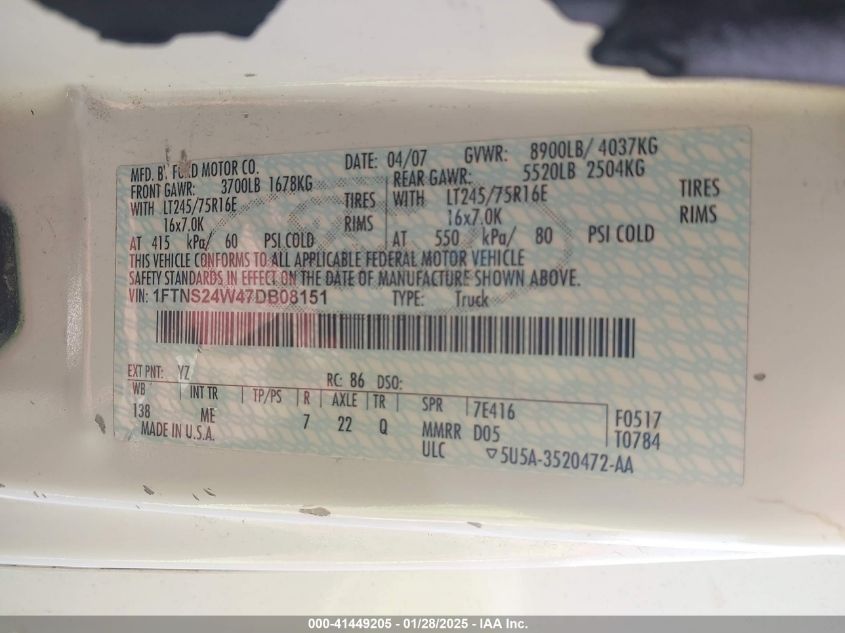 MFD. BY FORD MOTOR CO. DATE: 04/07 GVWR: 8900LB/ 4037KG
FRONT GAWR: 3700LB 1678KG REAR GAWR: 5520LB 2504KG
WITH LT245/75R16E TIRES WITH LT245/75R16E TIRES
16x7.0K RIMS 16x7.0K RIMS
AT 415 kPa/ 60 PSI COLD AT 550 kPa/ 80 PSI COLD
THIS VEHICLE CONFORMS TO ALL APPLICABLE FEDERAL MOTOR VEHICLE
SAFETY STANDARDS IN EFFECT ON THE DATE OF MANUFACTURE SHOWN ABOVE.
VIN: 1FTNS24W47DB08151 TYPE: Truck
EXT PNT: YZ RC: 86 DSO:
WB INT TR TP/PS R AXLE TR SPR 7E416 F0517
138 ME 7 22 Q MMRR D05 T0784
MADE IN U.S.A. ULC ▽5U5A-3520472-AA
000-41449205 - 01/28/2025 - IAA Inc.